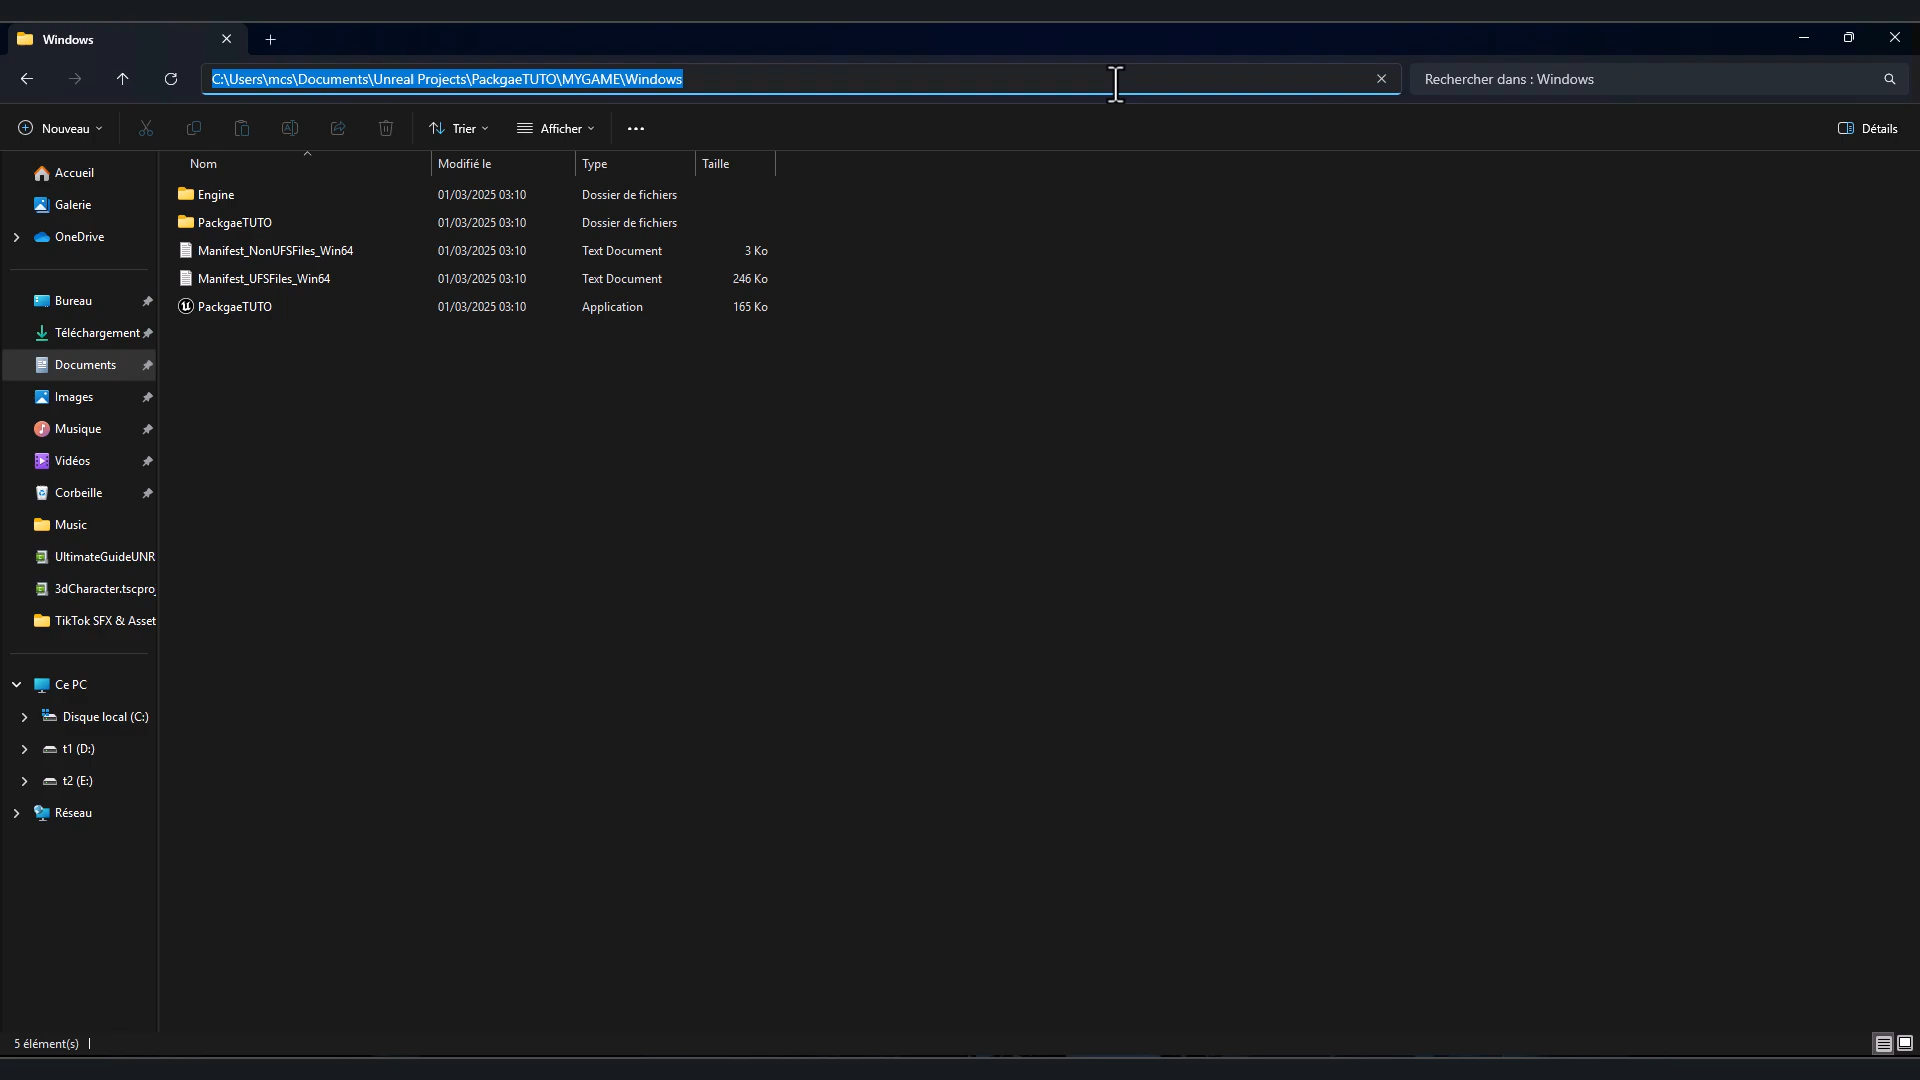 Windows
C:\Users\mcs\Documents\Unreal Projects\PackgaeTUTO\MYGAME\Windows
Rechercher dans : Windows
Nouveau
Trier
Afficher
Détails
Accueil
Galerie
OneDrive
Bureau
Téléchargement
Documents
Images
Musique
Vidéos
Corbeille
Music
UltimateGuideUNR
3dCharacter.tscproj
TikTok SFX & Asset
Ce PC
Disque local (C:)
t1 (D:)
t2 (E:)
Réseau
Nom Modifié le Type Taille
Engine 01/03/2025 03:10 Dossier de fichiers
PackgaeTUTO 01/03/2025 03:10 Dossier de fichiers
Manifest_NonUFSFiles_Win64 01/03/2025 03:10 Text Document 3 Ko
Manifest_UFSFiles_Win64 01/03/2025 03:10 Text Document 246 Ko
PackgaeTUTO 01/03/2025 03:10 Application 165 Ko
5 élément(s)